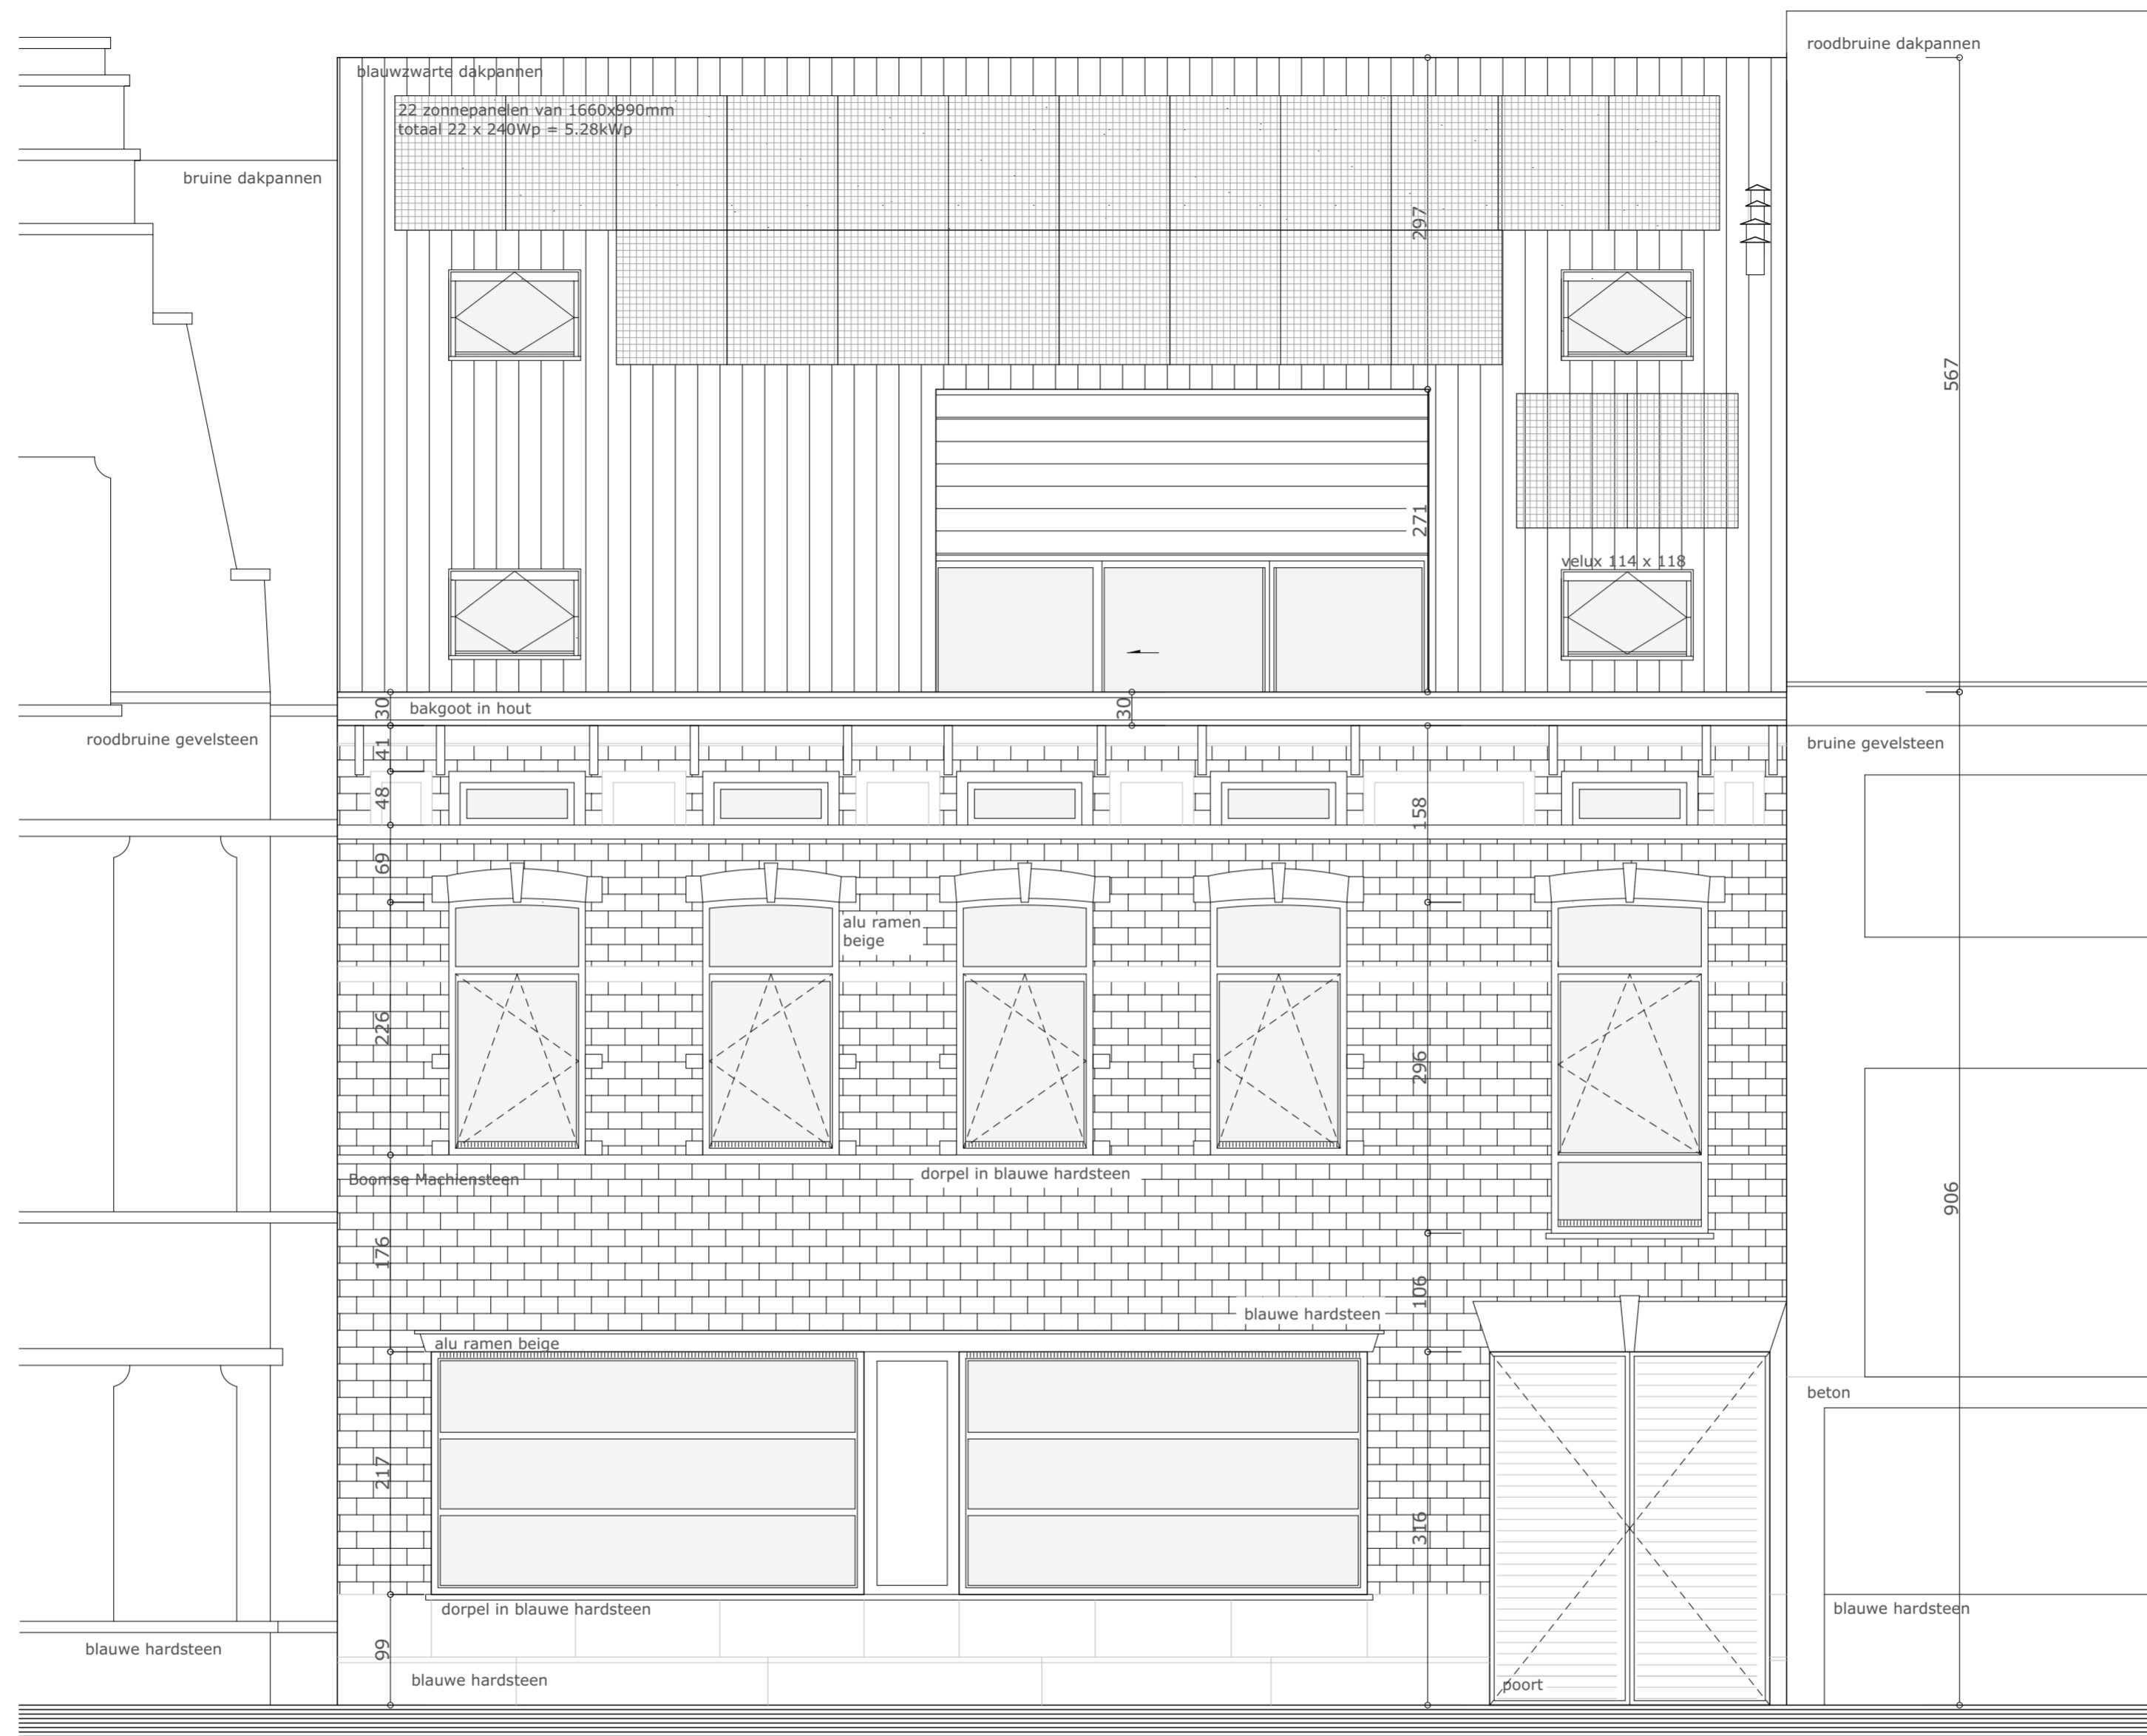 roodbruine dakpannen
blauwzwarte dakpannen
22 zonnepanelen van 1660x990mm
totaal 22 x 240Wp = 5.28kWp
bruine dakpannen
297
567
271
velux 114 x 118
30
bakgoot in hout
30
roodbruine gevelsteen
41
bruine gevelsteen
48
158
69
alu ramen
beige
226
296
Boomse Machiensteen
dorpel in blauwe hardsteen
906
176
106
blauwe hardsteen
alu ramen beige
beton
217
316
dorpel in blauwe hardsteen
blauwe hardsteen
blauwe hardsteen
99
blauwe hardsteen
poort